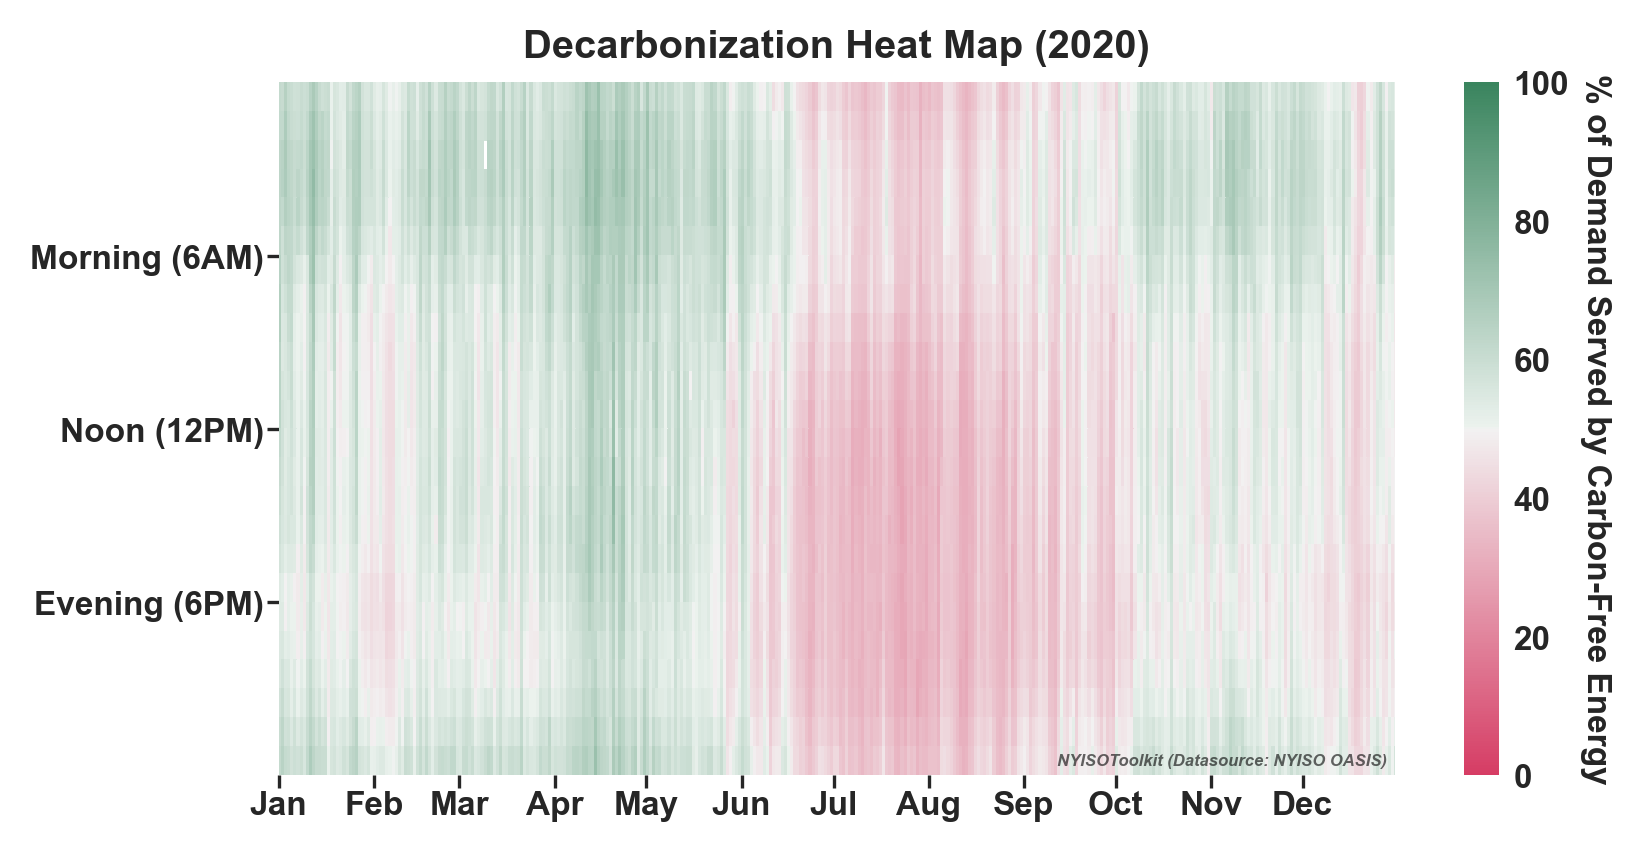 Decarbonization Heat Map (2020)
Morning (6AM)
Noon (12PM)
Evening (6PM)
Jan Feb Mar Apr May Jun Jul Aug Sep Oct Nov Dec
NYISOToolkit (Datasource: NYISO OASIS)
100
80
60
40
20
0
% of Demand Served by Carbon-Free Energy